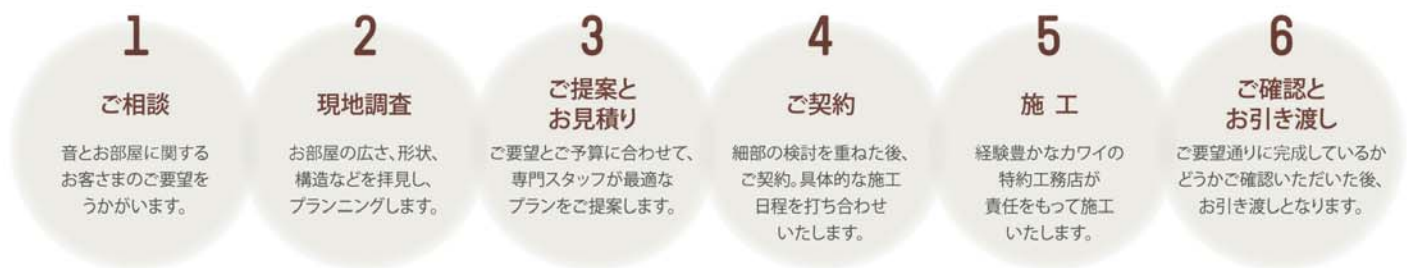 1
ご相談
音とお部屋に関する
お客さまのご要望を
うかがいます。
2
現地調査
お部屋の広さ、形状、
構造などを拝見し、
プランニングします。
3
ご提案と
お見積り
ご要望とご予算に合わせて、
専門スタッフが最適な
プランをご提案します。
4
ご契約
細部の検討を重ねた後、
ご契約。具体的な施工
日程を打ち合わせ
いたします。
5
施 工
経験豊かなカワイの
特約工務店が
責任をもって施工
いたします。
6
ご確認と
お引き渡し
ご要望通りに完成しているか
どうかご確認いただいた後、
お引き渡しとなります。